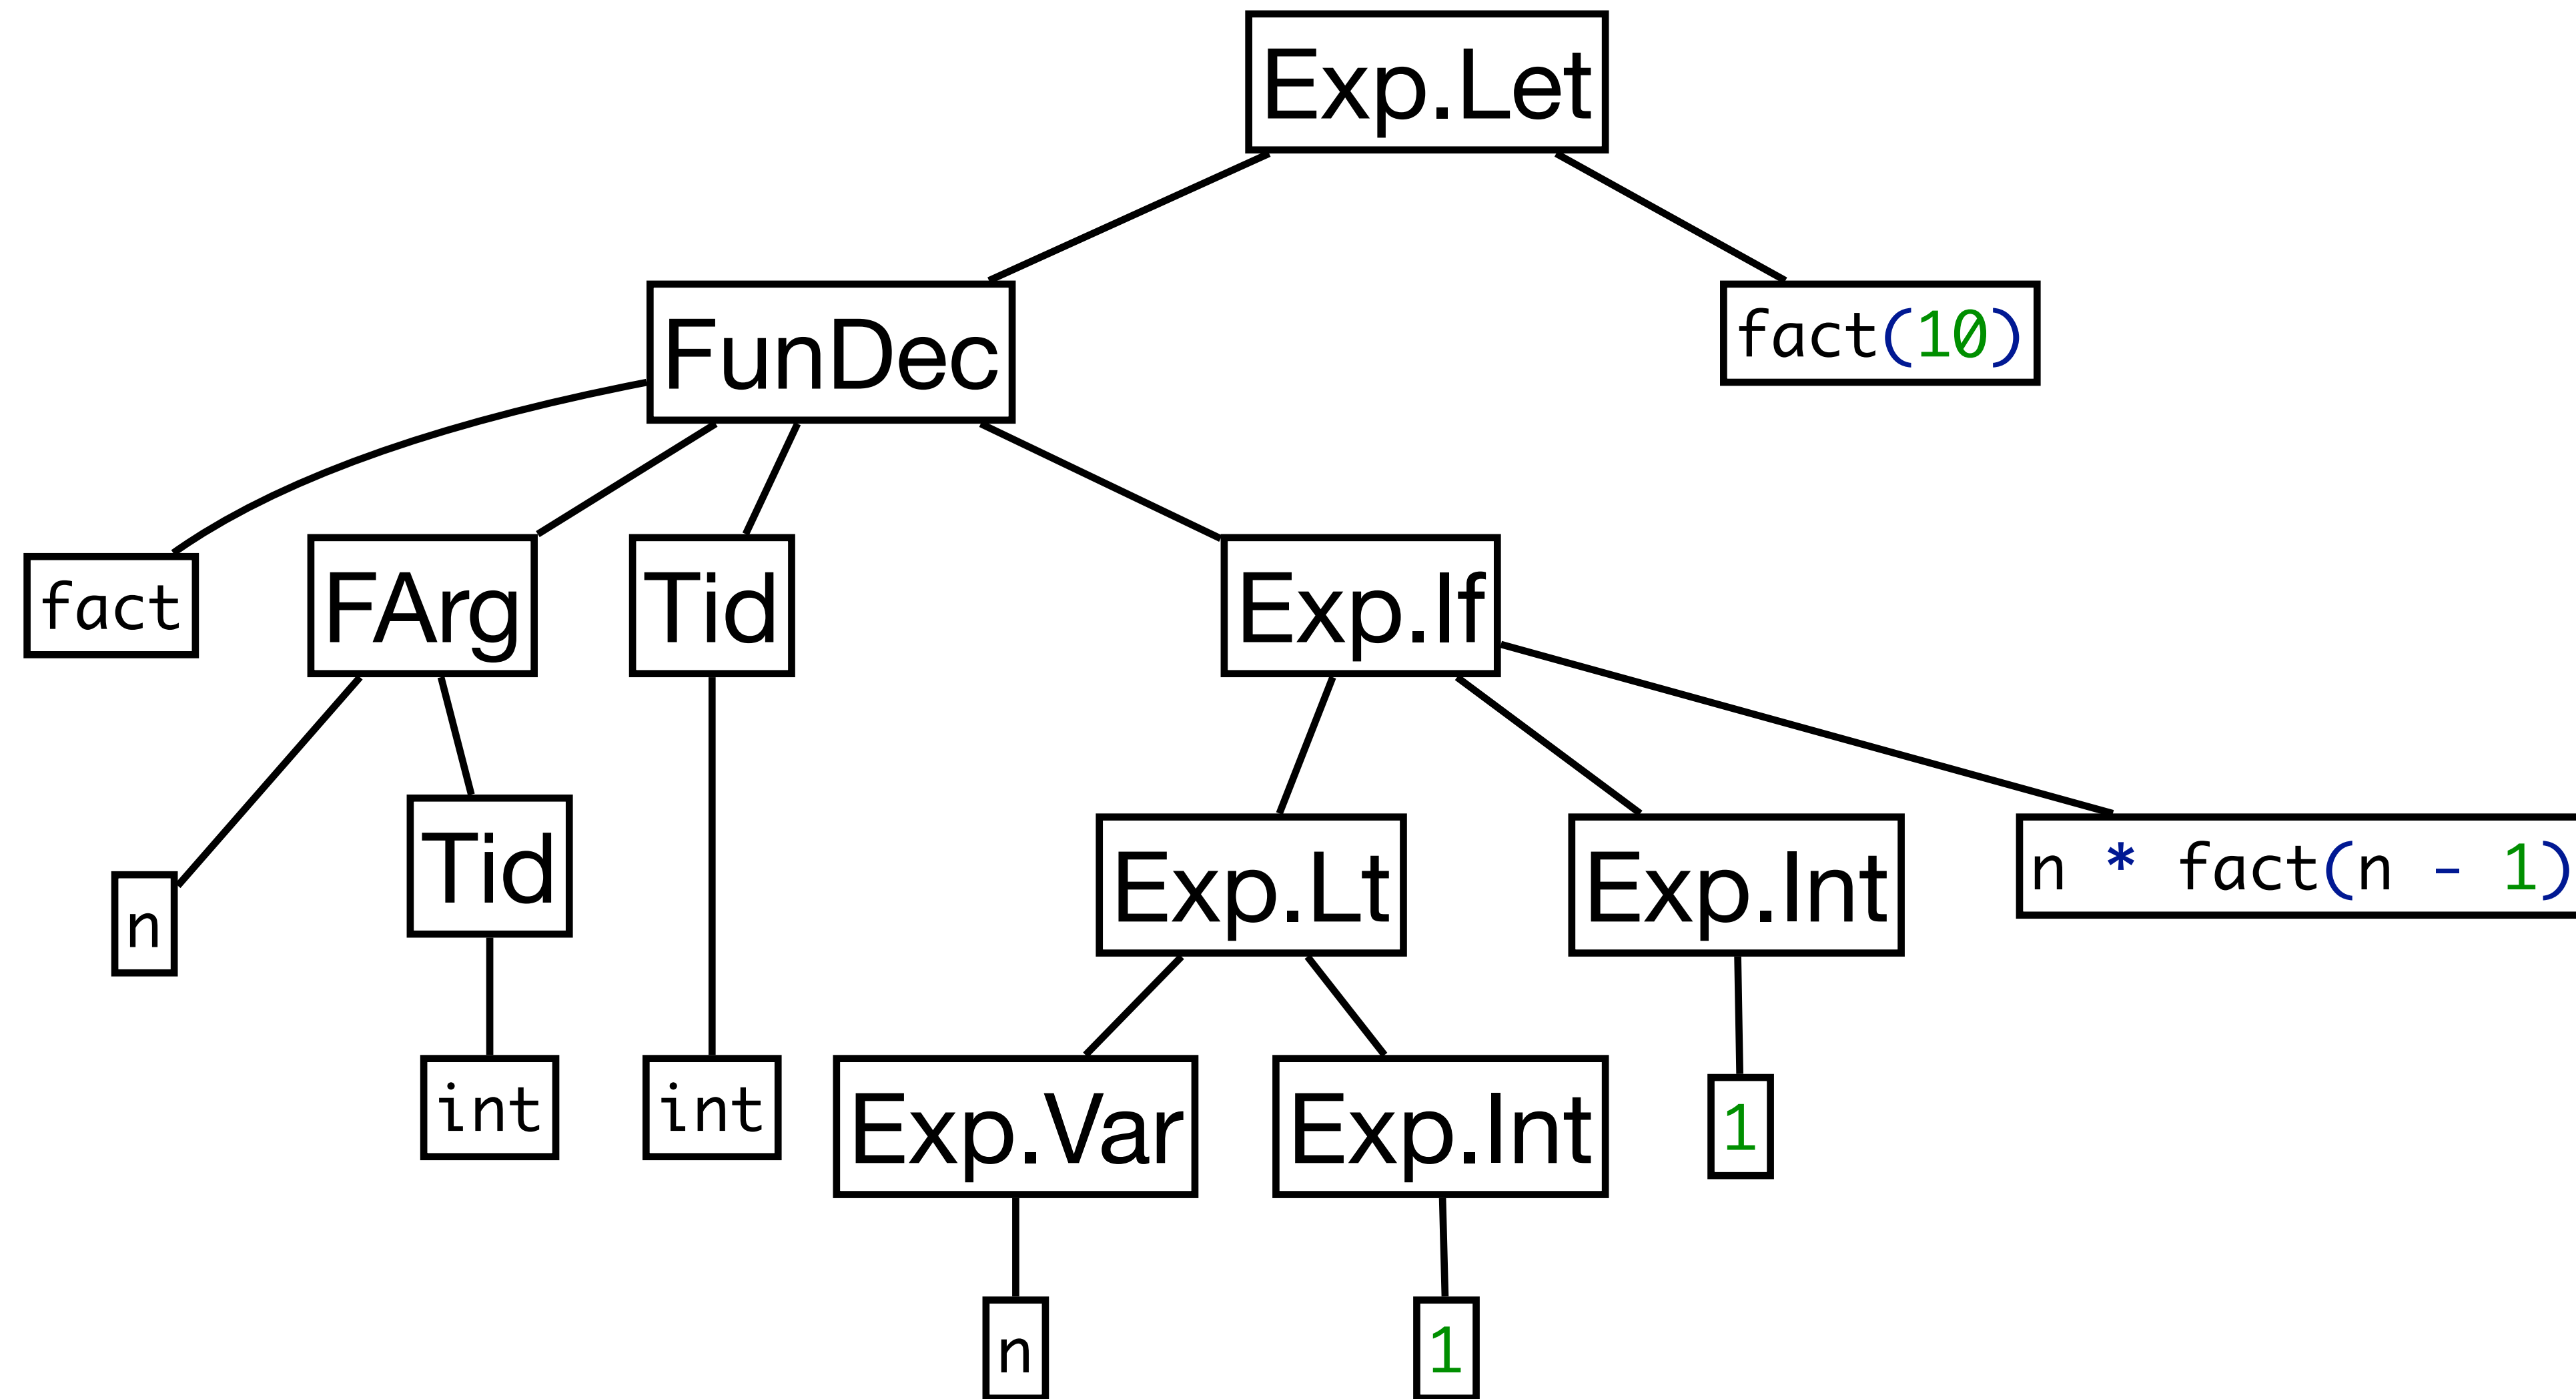 Exp.Let
FunDec
fact(10)
fact
FArg
Tid
Exp.If
n
Tid
Exp.Lt
Exp.Int
n * fact(n - 1)
int
int
Exp.Var
Exp.Int
1
n
1